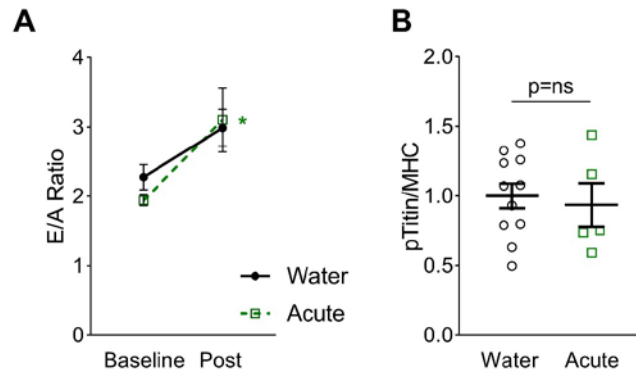 A
E/A Ratio
4
3
2
1
0
*
Water
Acute
Baseline Post
B
pTitin/MHC
2.0
1.5
1.0
0.5
0.0
p=ns
Water Acute